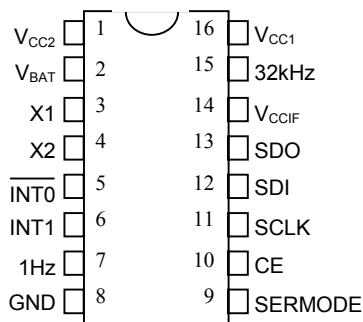 V_CC2 1 16 V_CC1
V_BAT 2 15 32kHz
X1 3 14 V_CCIF
X2 4 13 SDO
INT0 5 12 SDI
INT1 6 11 SCLK
1Hz 7 10 CE
GND 8 9 SERMODE